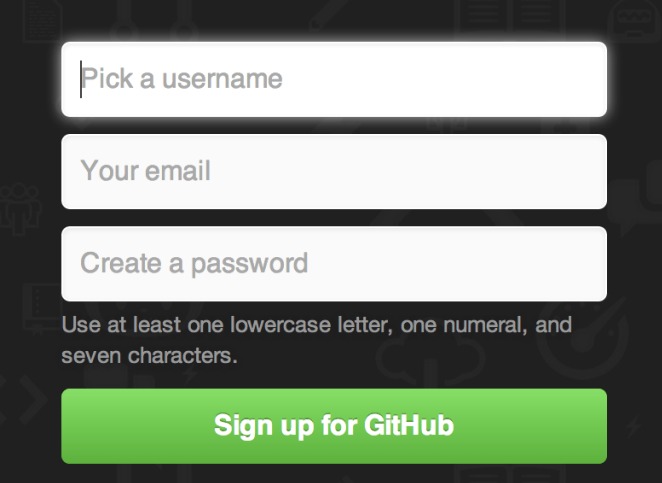 Pick a username
Your email
Create a password
Use at least one lowercase letter, one numeral, and
seven characters.
Sign up for GitHub